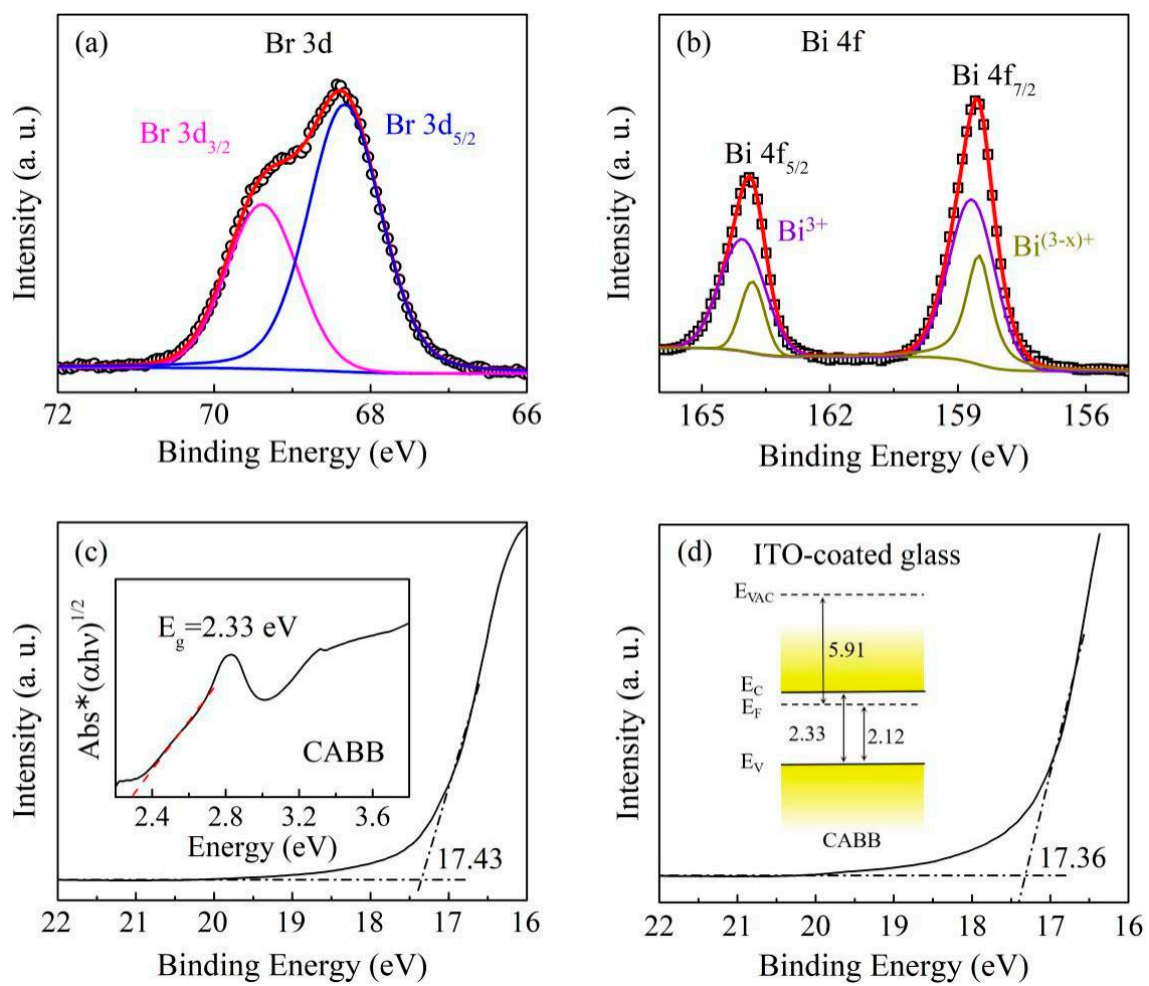 (a)
Br 3d
Br 3d3/2
Br 3d5/2
Intensity (a. u.)
72 70 68 66
Binding Energy (eV)
(b)
Bi 4f
Bi 4f7/2
Bi 4f5/2
Bi3+
Bi(3-x)+
Intensity (a. u.)
165 162 159 156
Binding Energy (eV)
(c)
Eg=2.33 eV
Abs*(αhν)1/2
CABB
2.4 2.8 3.2 3.6
Energy (eV)
17.43
Intensity (a. u.)
22 21 20 19 18 17 16
Binding Energy (eV)
(d)
ITO-coated glass
EVAC
5.91
EC
EF
2.33
2.12
EV
CABB
17.36
Intensity (a. u.)
22 21 20 19 18 17 16
Binding Energy (eV)